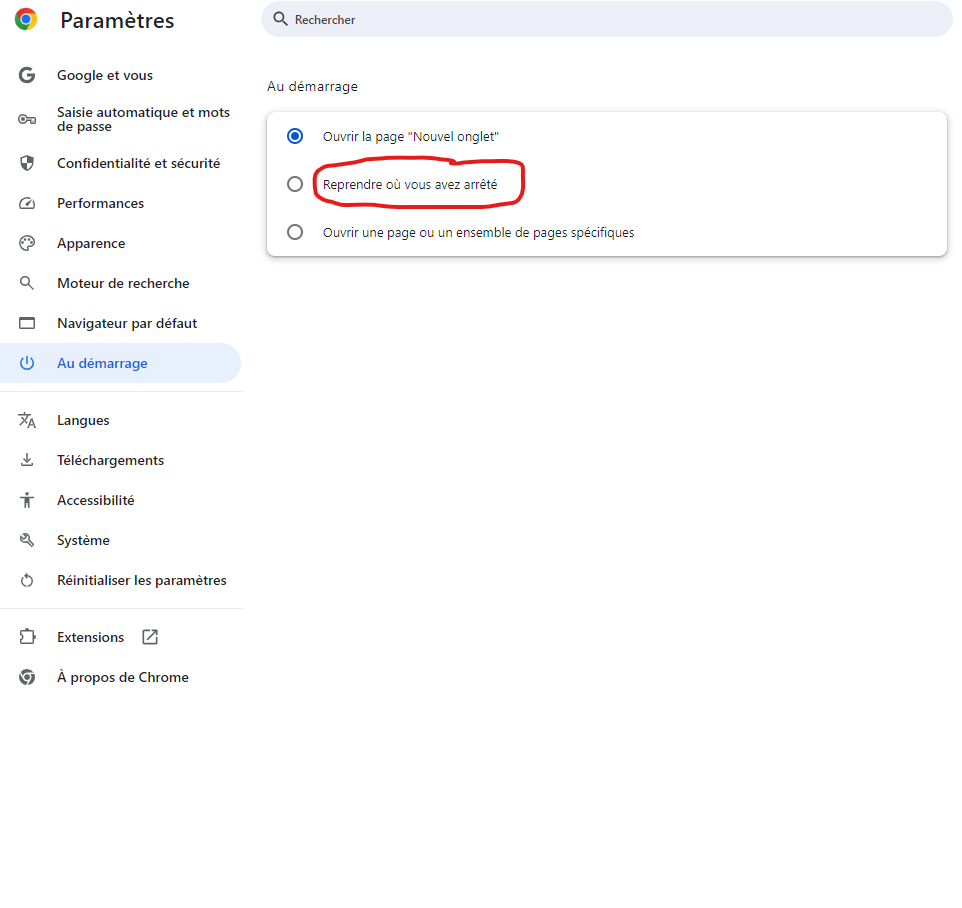 Paramètres
Rechercher
Google et vous
Saisie automatique et mots
de passe
Confidentialité et sécurité
Performances
Apparence
Moteur de recherche
Navigateur par défaut
Au démarrage
Langues
Téléchargements
Accessibilité
Système
Réinitialiser les paramètres
Extensions
À propos de Chrome
Au démarrage
Ouvrir la page "Nouvel onglet"
Reprendre où vous avez arrêté
Ouvrir une page ou un ensemble de pages spécifiques